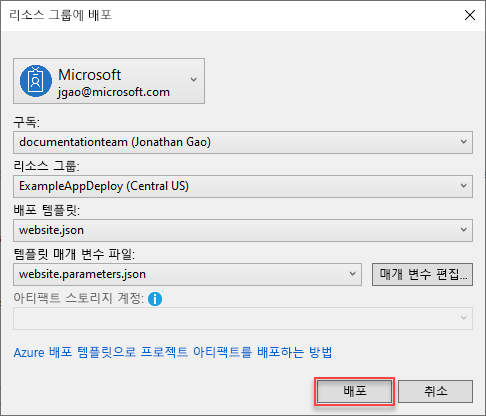 리소스 그룹에 배포
Microsoft
jgao@microsoft.com
구독:
documentationteam (Jonathan Gao)
리소스 그룹:
ExampleAppDeploy (Central US)
배포 템플릿:
website.json
템플릿 매개 변수 파일:
website.parameters.json
매개 변수 편집...
아티팩트 스토리지 계정:
Azure 배포 템플릿으로 프로젝트 아티팩트를 배포하는 방법
배포
취소